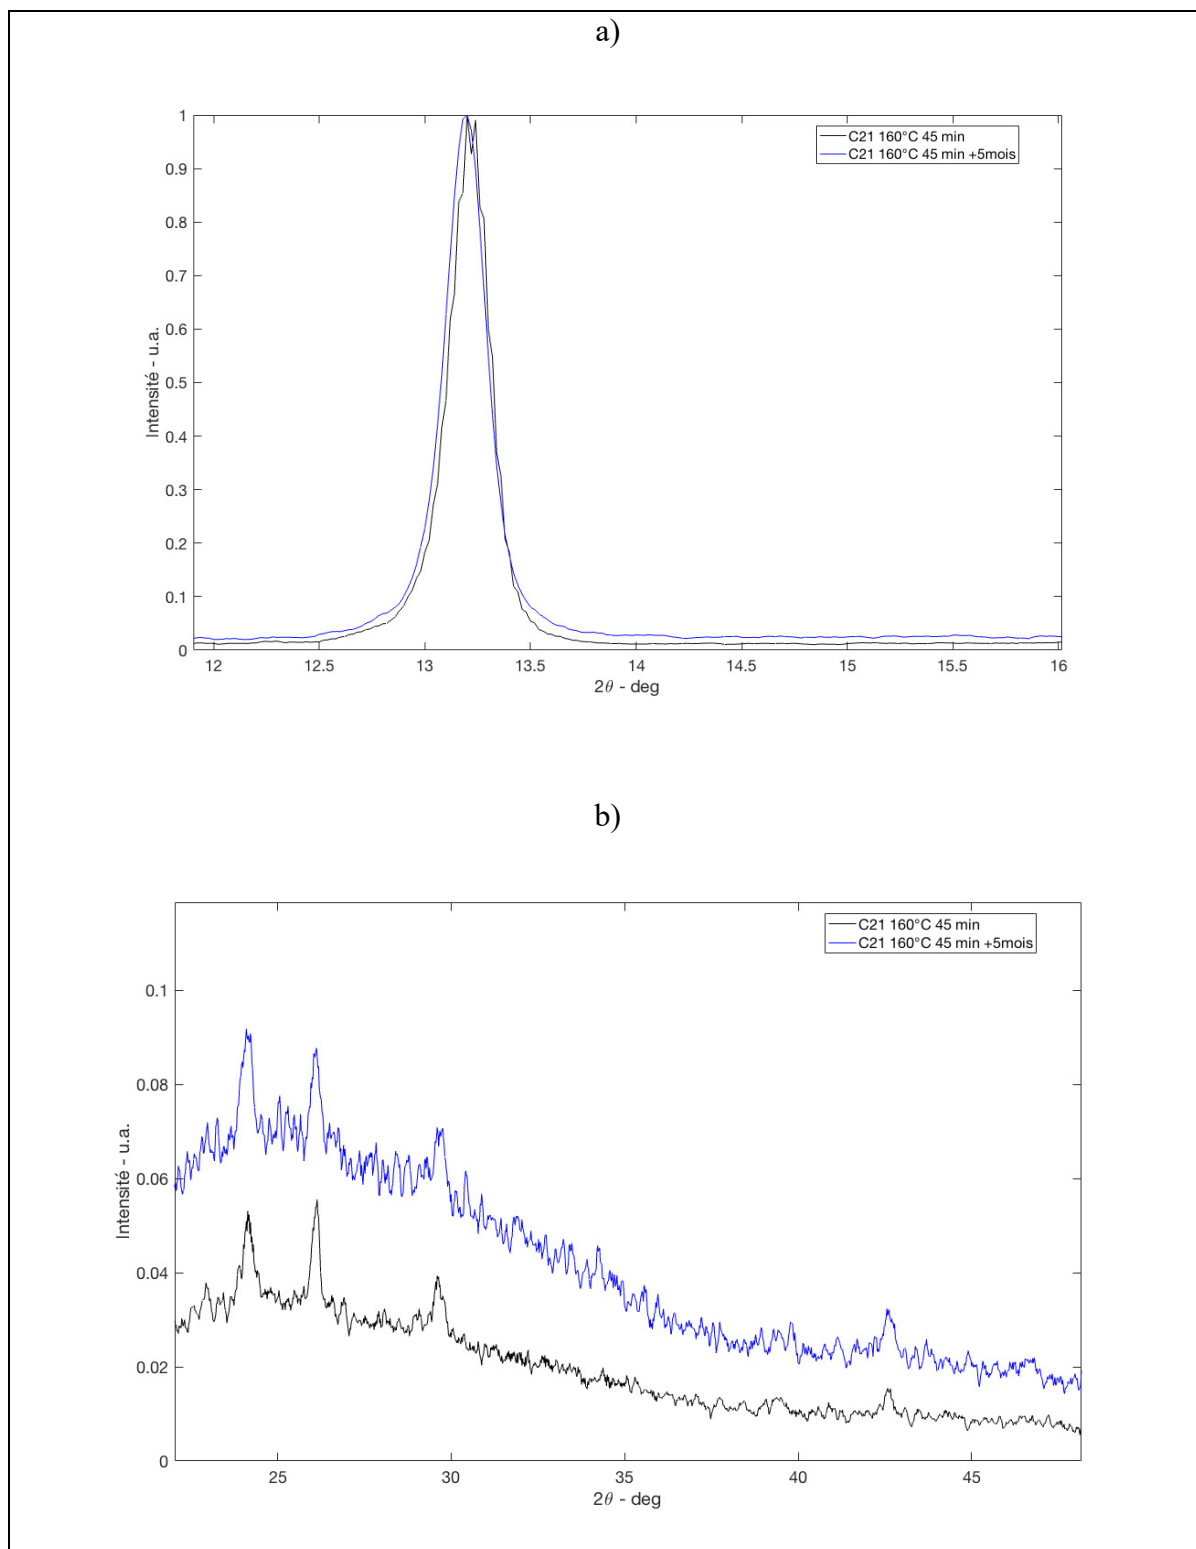 a)
1
0.9
0.8
0.7
0.6
0.5
0.4
0.3
0.2
0.1
0
Intensité - u.a.
C21 160°C 45 min
C21 160°C 45 min +5mois
12 12.5 13 13.5 14 14.5 15 15.5 16
2θ - deg
b)
0.1
0.08
0.06
0.04
0.02
0
Intensité - u.a.
C21 160°C 45 min
C21 160°C 45 min +5mois
25 30 35 40 45
2θ - deg